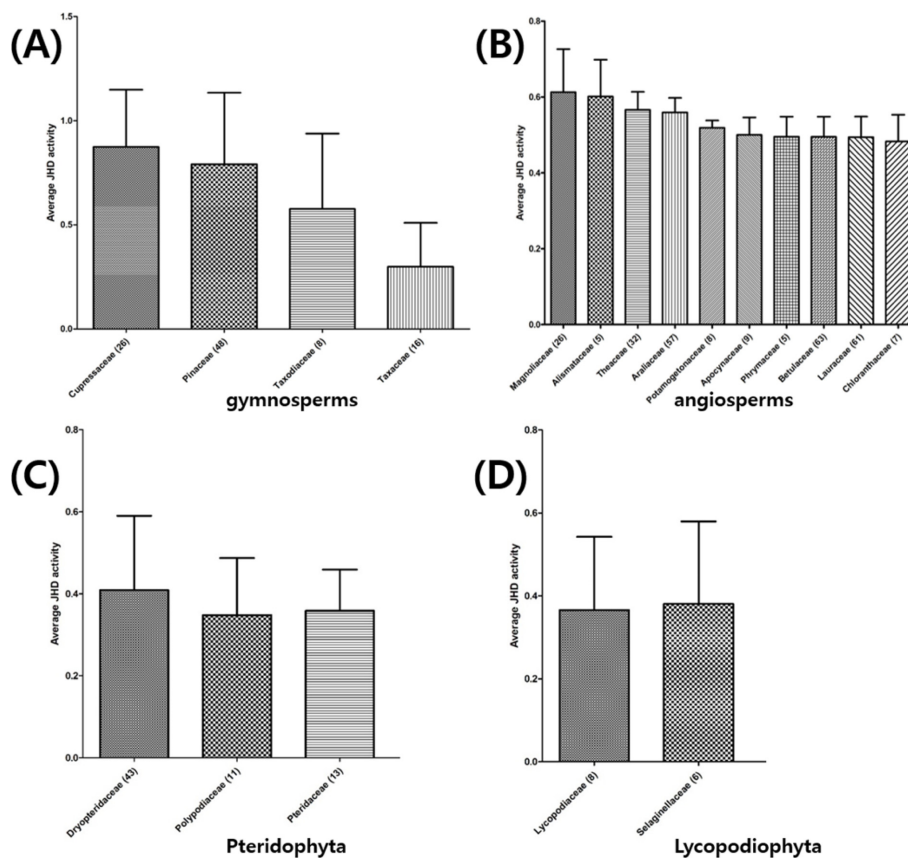 (A)
Average JHD activity
1.5
1.0
0.5
0.0
Cupressaceae (26)
Pinaceae (48)
Taxodiaceae (8)
Taxaceae (16)
gymnosperms
(B)
Average JHD activity
0.8
0.6
0.4
0.2
0.0
Magnoliaceae (26)
Alismataceae (5)
Theaceae (32)
Araliaceae (57)
Potamogetonaceae (8)
Apocynaceae (9)
Phrymaceae (5)
Betulaceae (63)
Lauraceae (61)
Chloranthaceae (7)
angiosperms
(C)
Average JHD activity
0.8
0.6
0.4
0.2
0.0
Dryopteridaceae (43)
Polypodiaceae (11)
Pteridaceae (13)
Pteridophyta
(D)
Average JHD activity
0.8
0.6
0.4
0.2
0.0
Lycopodiaceae (8)
Selaginellaceae (6)
Lycopodiophyta